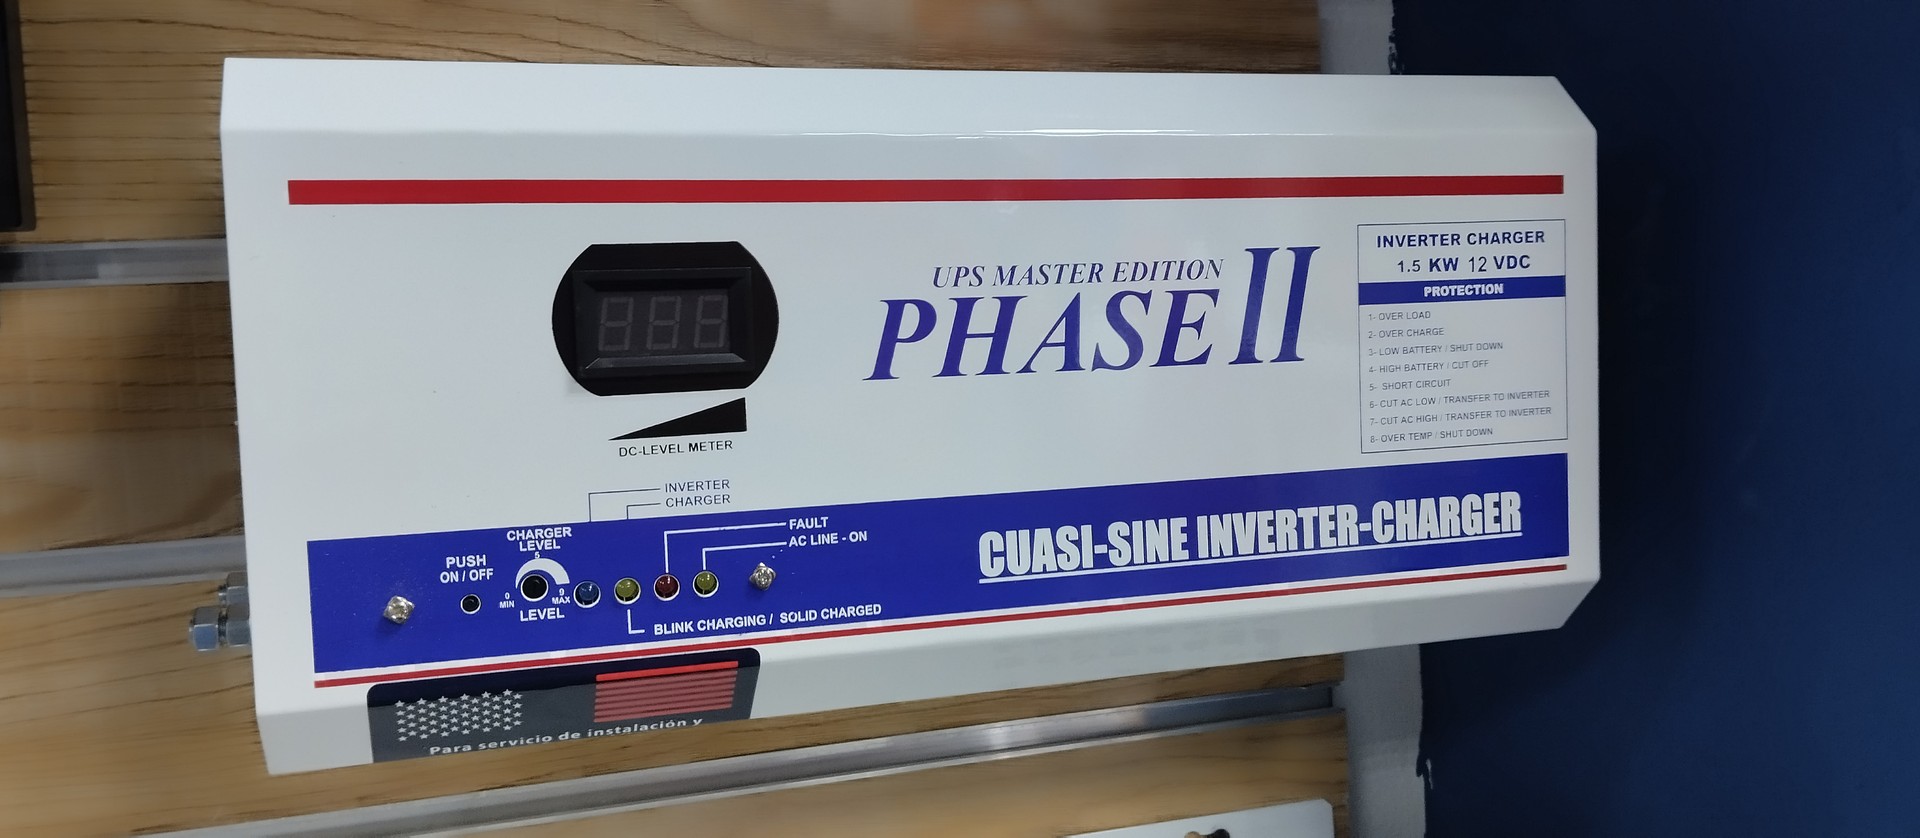 UPS MASTER EDITION
PHASE II
INVERTER CHARGER
1.5 KW 12 VDC
PROTECTION
1- OVER LOAD
2- OVER CHARGE
3- LOW BATTERY / SHUT DOWN
4- HIGH BATTERY / CUT OFF
5- SHORT CIRCUIT
6- CUT AC LOW / TRANSFER TO INVERTER
7- CUT AC HIGH / TRANSFER TO INVERTER
8- OVER TEMP / SHUT DOWN
DC-LEVEL METER
INVERTER
CHARGER
FAULT
AC LINE - ON
PUSH
ON / OFF
CHARGER
LEVEL
5
0
MIN
9
MAX
LEVEL
BLINK CHARGING / SOLID CHARGED
CUASI-SINE INVERTER-CHARGER
Para servicio de instalación y